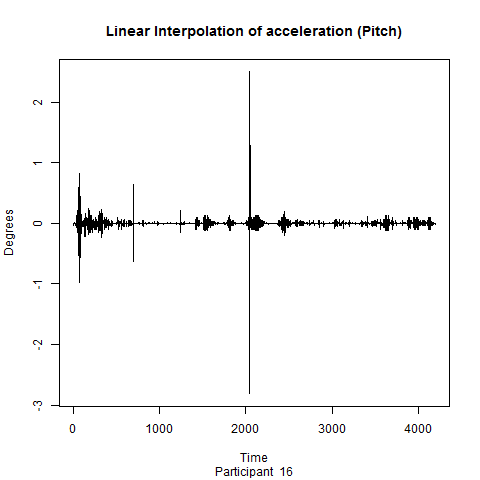 Linear Interpolation of acceleration (Pitch)
Degrees
2
1
0
-1
-2
-3
0 1000 2000 3000 4000
Time
Participant 16